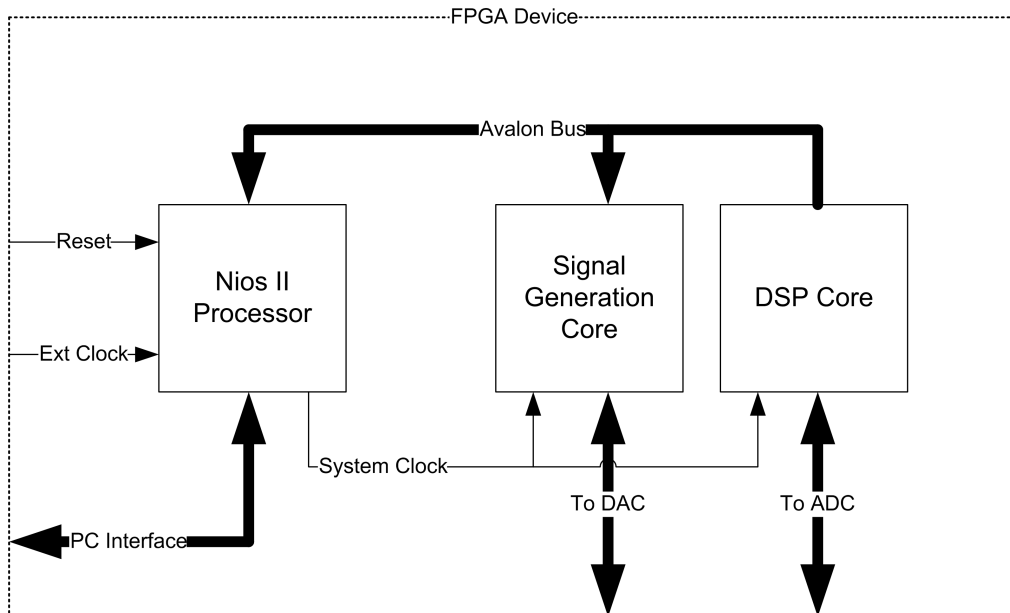 FPGA Device
Avalon Bus
Reset
Nios II
Processor
Signal
Generation
Core
DSP Core
Ext Clock
System Clock
To DAC
To ADC
PC Interface